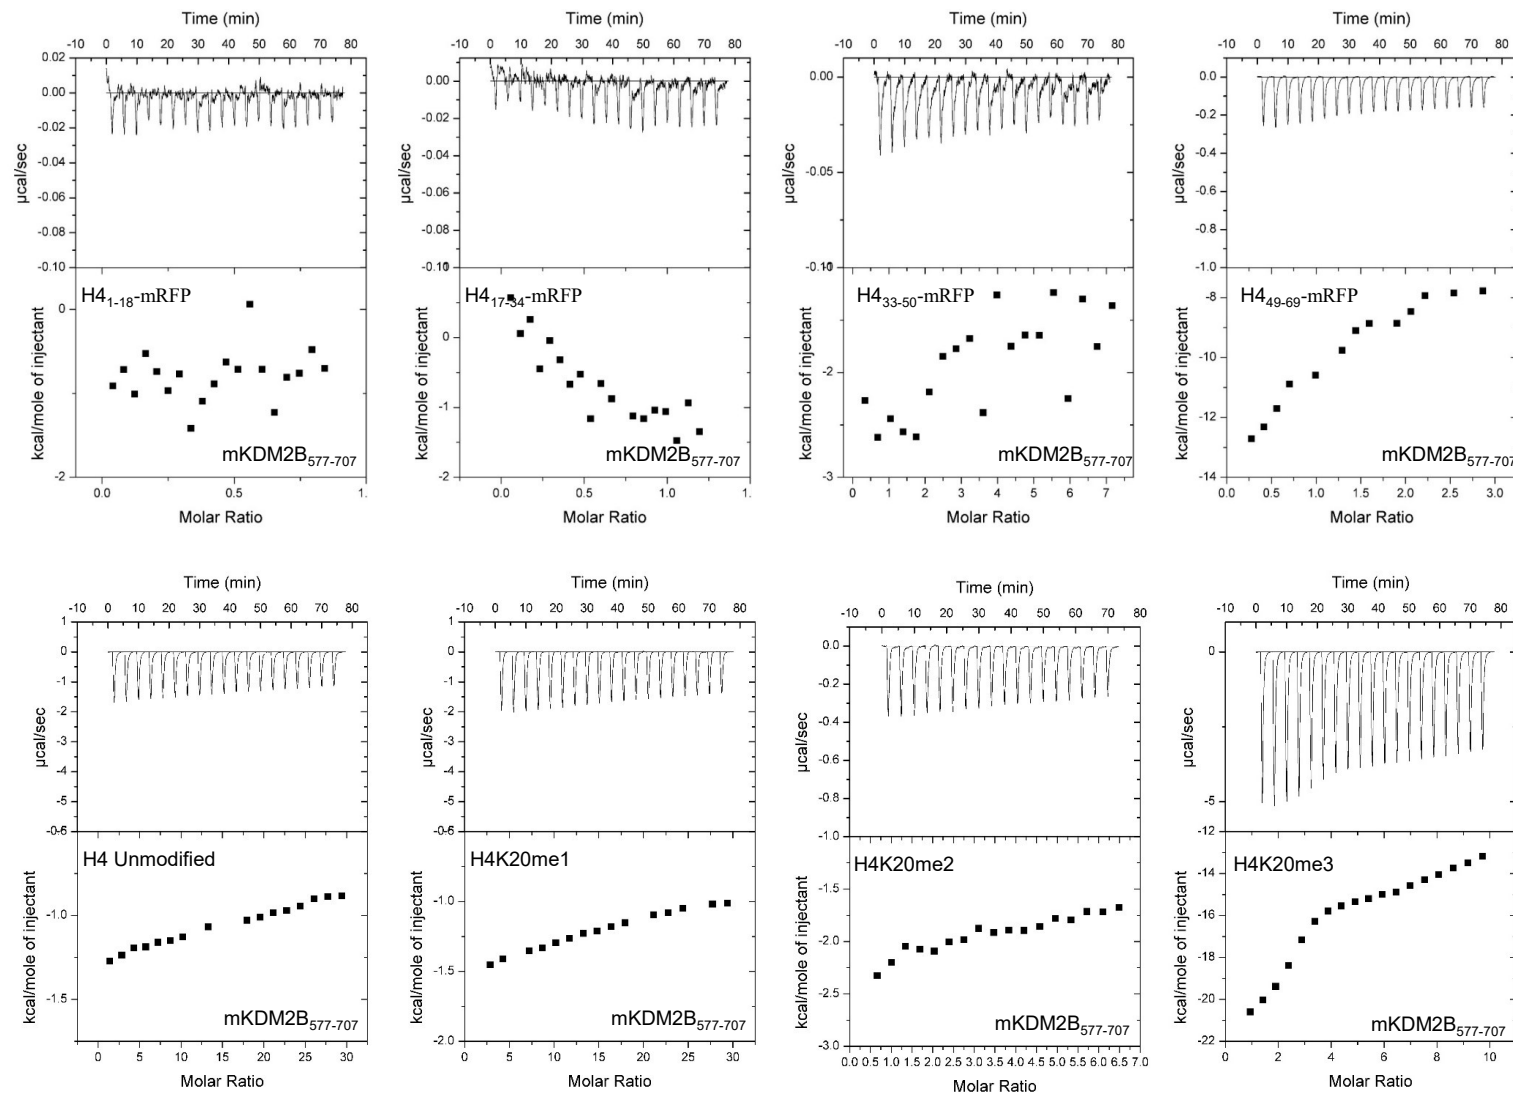 Time (min)
-10 0 10 20 30 40 50 60 70 80
0.02
0.00
-0.02
-0.04
-0.06
-0.08
-0.10
µcal/sec
H4₁₋₁₈-mRFP
0
-2
kcal/mole of injectant
mKDM2B₅₇₇₋₇₀₇
0.0 0.5 1.
Molar Ratio
Time (min)
-10 0 10 20 30 40 50 60 70 80
0.00
-0.02
-0.04
-0.06
-0.08
-0.10
µcal/sec
H4₁₇₋₃₄-mRFP
0
-1
-2
kcal/mole of injectant
mKDM2B₅₇₇₋₇₀₇
0.0 0.5 1.0 1.
Molar Ratio
Time (min)
-10 0 10 20 30 40 50 60 70 80
0.00
-0.05
µcal/sec
H4₃₃₋₅₀-mRFP
-2
-3
kcal/mole of injectant
mKDM2B₅₇₇₋₇₀₇
0 1 2 3 4 5 6 7
Molar Ratio
Time (min)
-10 0 10 20 30 40 50 60 70 80
0.0
-0.2
-0.4
-0.6
-0.8
-1.0
µcal/sec
H4₄₉₋₆₉-mRFP
-8
-10
-12
-14
kcal/mole of injectant
mKDM2B₅₇₇₋₇₀₇
0.0 0.5 1.0 1.5 2.0 2.5 3.0
Molar Ratio
Time (min)
-10 0 10 20 30 40 50 60 70 80
1
0
-1
-2
-3
-4
-5
µcal/sec
H4 Unmodified
-1.0
-1.5
kcal/mole of injectant
mKDM2B₅₇₇₋₇₀₇
0 5 10 15 20 25 30
Molar Ratio
Time (min)
-10 0 10 20 30 40 50 60 70 80
1
0
-1
-2
-3
-4
-5
µcal/sec
H4K20me1
-1.0
-1.5
-2.0
kcal/mole of injectant
mKDM2B₅₇₇₋₇₀₇
0 5 10 15 20 25 30
Molar Ratio
Time (min)
-10 0 10 20 30 40 50 60 70 80
0.0
-0.2
-0.4
-0.6
-0.8
-1.0
µcal/sec
H4K20me2
-1.5
-2.0
-2.5
-3.0
kcal/mole of injectant
mKDM2B₅₇₇₋₇₀₇
0.0 0.5 1.0 1.5 2.0 2.5 3.0 3.5 4.0 4.5 5.0 5.5 6.0 6.5 7.0
Molar Ratio
Time (min)
-10 0 10 20 30 40 50 60 70 80
0
-5
-12
µcal/sec
H4K20me3
-14
-16
-18
-20
-22
kcal/mole of injectant
mKDM2B₅₇₇₋₇₀₇
0 2 4 6 8 10
Molar Ratio